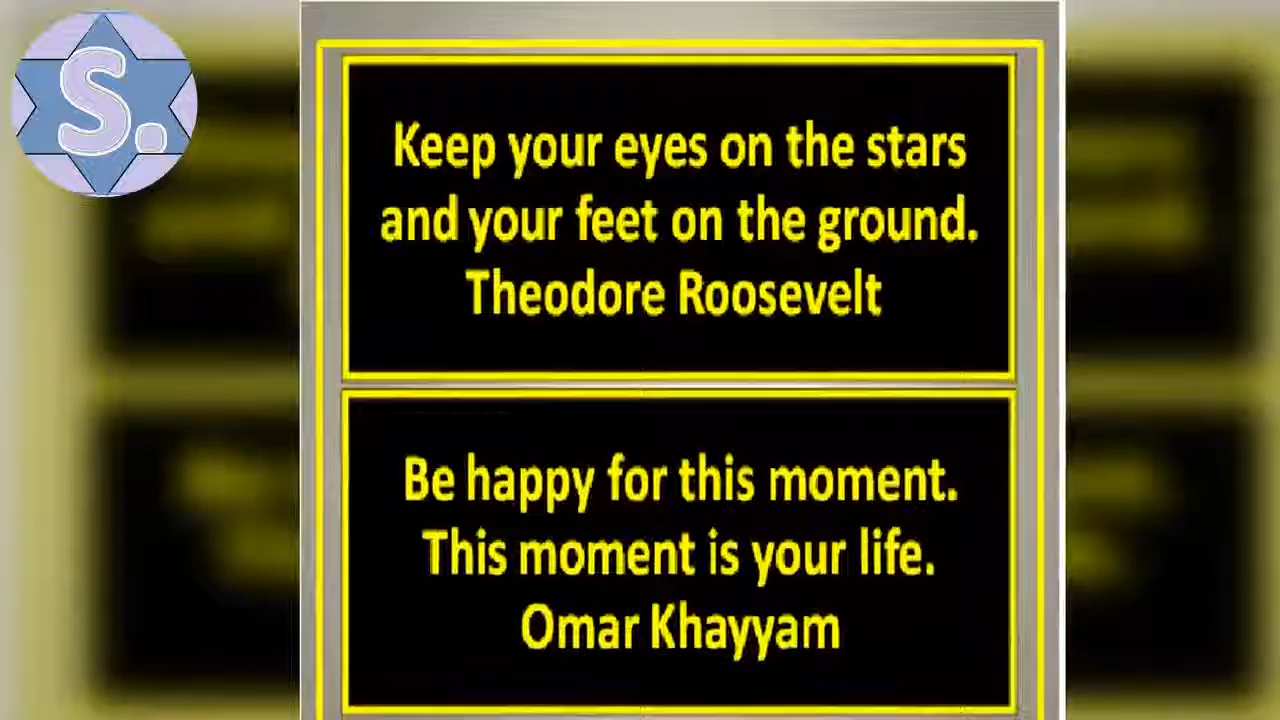 S.
Keep your eyes on the stars
and your feet on the ground.
Theodore Roosevelt
Be happy for this moment.
This moment is your life.
Omar Khayyam